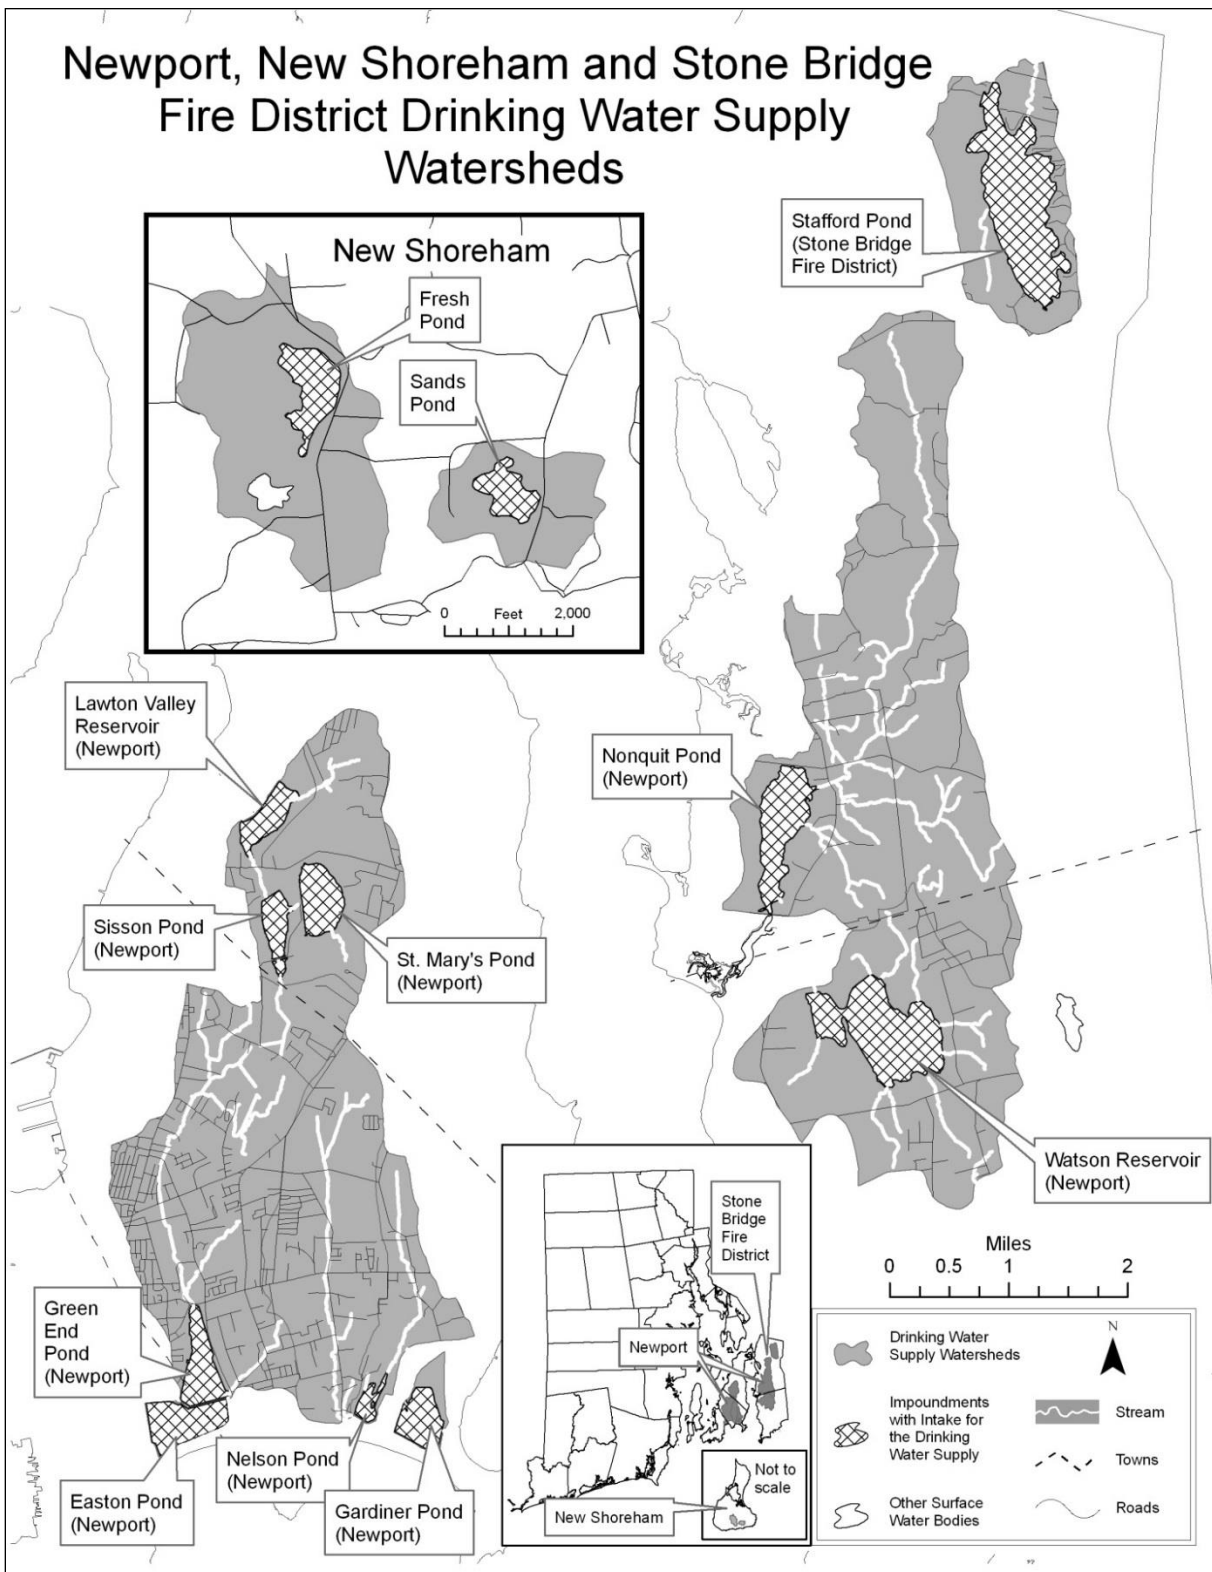 Newport, New Shoreham and Stone Bridge
Fire District Drinking Water Supply
Watersheds
New Shoreham
Fresh
Pond
Sands
Pond
0 Feet 2,000
Stafford Pond
(Stone Bridge
Fire District)
Lawton Valley
Reservoir
(Newport)
Nonquit Pond
(Newport)
Sisson Pond
(Newport)
St. Mary's Pond
(Newport)
Watson Reservoir
(Newport)
Green
End
Pond
(Newport)
Easton Pond
(Newport)
Nelson Pond
(Newport)
Gardiner Pond
(Newport)
Stone
Bridge
Fire
District
Newport
Not to
scale
New Shoreham
Miles
0 0.5 1 2
Drinking Water
Supply Watersheds
Impoundments
with Intake for
the Drinking
Water Supply
Other Surface
Water Bodies
N
Stream
Towns
Roads